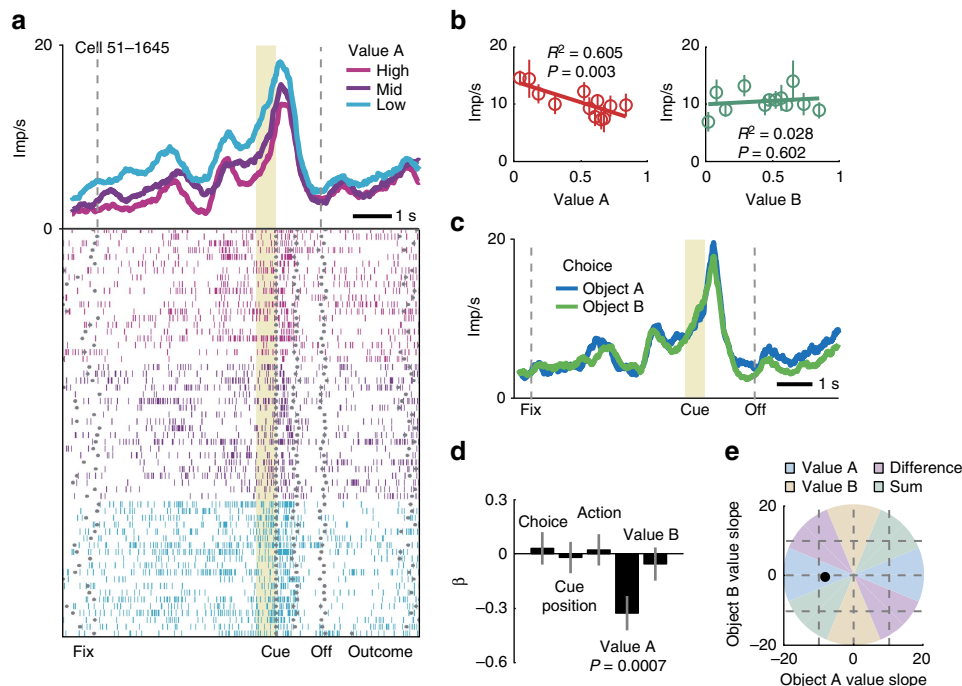 a
20
Cell 51–1645
Value A
High
Mid
Low
Imp/s
1 s
0
Fix
Cue
Off
Outcome
b
20
10
0
Imp/s
R² = 0.605
P = 0.003
0
0.5
1
Value A
20
10
0
R² = 0.028
P = 0.602
0
0.5
1
Value B
c
20
Choice
Object A
Object B
Imp/s
1 s
0
Fix
Cue
Off
d
0.3
0
–0.3
–0.6
β
Choice
Action
Value B
Cue
position
Value A
P = 0.0007
e
Value A
Difference
Value B
Sum
20
0
–20
Object B value slope
–20
0
20
Object A value slope